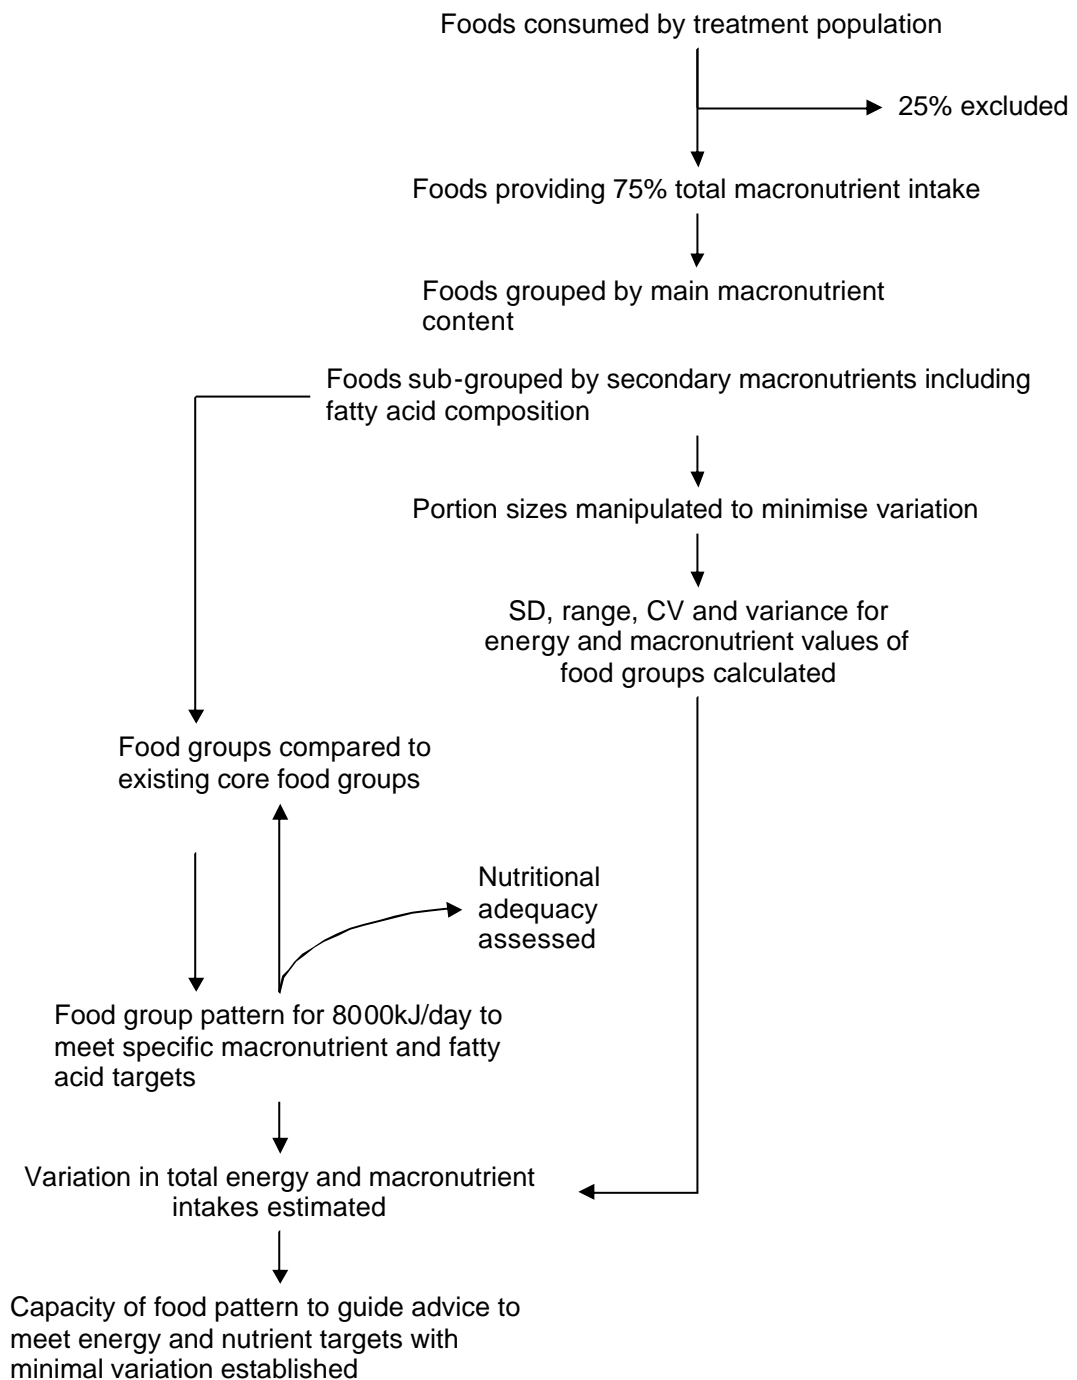 Foods consumed by treatment population
25% excluded
Foods providing 75% total macronutrient intake
Foods grouped by main macronutrient
content
Foods sub-grouped by secondary macronutrients including
fatty acid composition
Portion sizes manipulated to minimise variation
SD, range, CV and variance for
energy and macronutrient values of
food groups calculated
Food groups compared to
existing core food groups
Nutritional
adequacy
assessed
Food group pattern for 8000kJ/day to
meet specific macronutrient and fatty
acid targets
Variation in total energy and macronutrient
intakes estimated
Capacity of food pattern to guide advice to
meet energy and nutrient targets with
minimal variation established